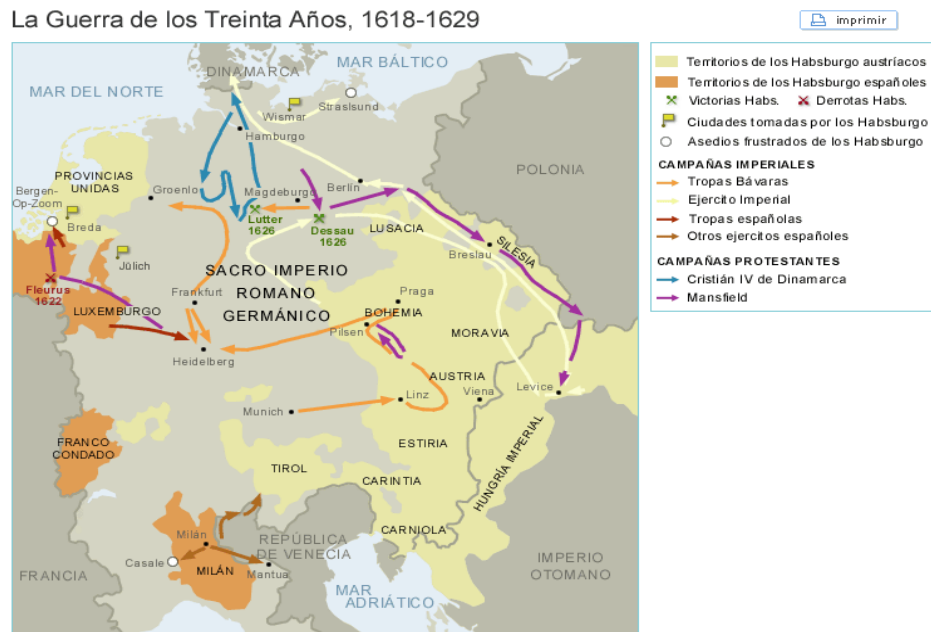 La Guerra de los Treinta Años, 1618-1629
imprimir
MAR DEL NORTE
DINAMARCA
MAR BÁLTICO
Wismar
Straslsund
Hamburgo
POLONIA
PROVINCIAS
UNIDAS
Bergen-
Op-Zoom
Breda
Groenlo
Magdeburgo
Berlín
Lutter
1626
Dessau
1626
LUSACIA
Breslau
SILESIA
Jülich
Fleurus
1622
SACRO IMPERIO
ROMANO
GERMÁNICO
LUXEMBURGO
Frankfurt
Praga
BOHEMIA
Pilsen
MORAVIA
Heidelberg
AUSTRIA
Levice
Linz
Viena
Munich
FRANCO
CONDADO
ESTIRIA
HUNGRÍA IMPERIAL
TIROL
CARINTIA
CARNIOLA
Milán
REPÚBLICA
DE VENECIA
Casale
MILÁN
Mantua
FRANCIA
MAR
ADRIÁTICO
IMPERIO
OTOMANO
Territorios de los Habsburgo austríacos
Territorios de los Habsburgo españoles
Victorias Habs.
Derrotas Habs.
Ciudades tomadas por los Habsburgo
Asedios frustrados de los Habsburgo
CAMPAÑAS IMPERIALES
Tropas Bávaras
Ejercito Imperial
Tropas españolas
Otros ejercitos españoles
CAMPAÑAS PROTESTANTES
Cristián IV de Dinamarca
Mansfield